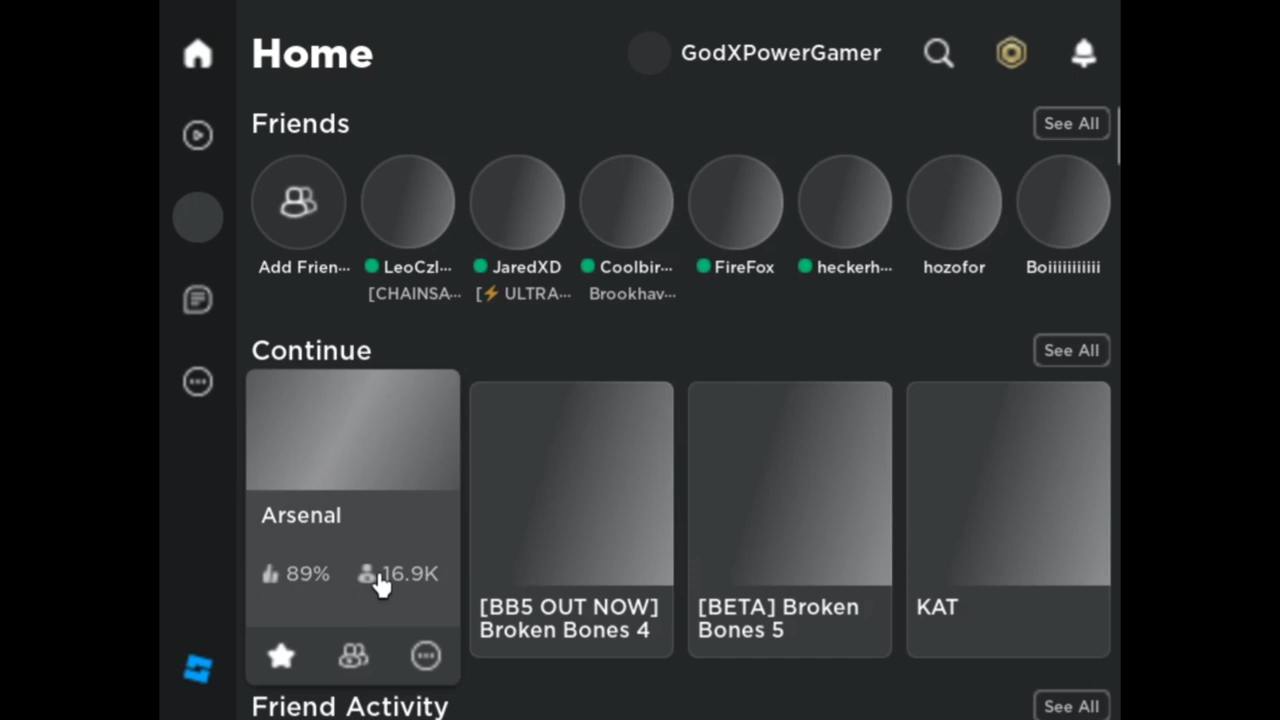 Home
GodXPowerGamer
Friends
See All
Add Frien...
LeoCzl...
JaredXD
Coolbir...
FireFox
heckerh...
hozofor
Boiiiiiiiiiii
[CHAINSA...
[⚡ ULTRA...
Brookhav...
Continue
See All
Arsenal
89%
16.9K
[BB5 OUT NOW]
Broken Bones 4
[BETA] Broken
Bones 5
KAT
Friend Activity
See All